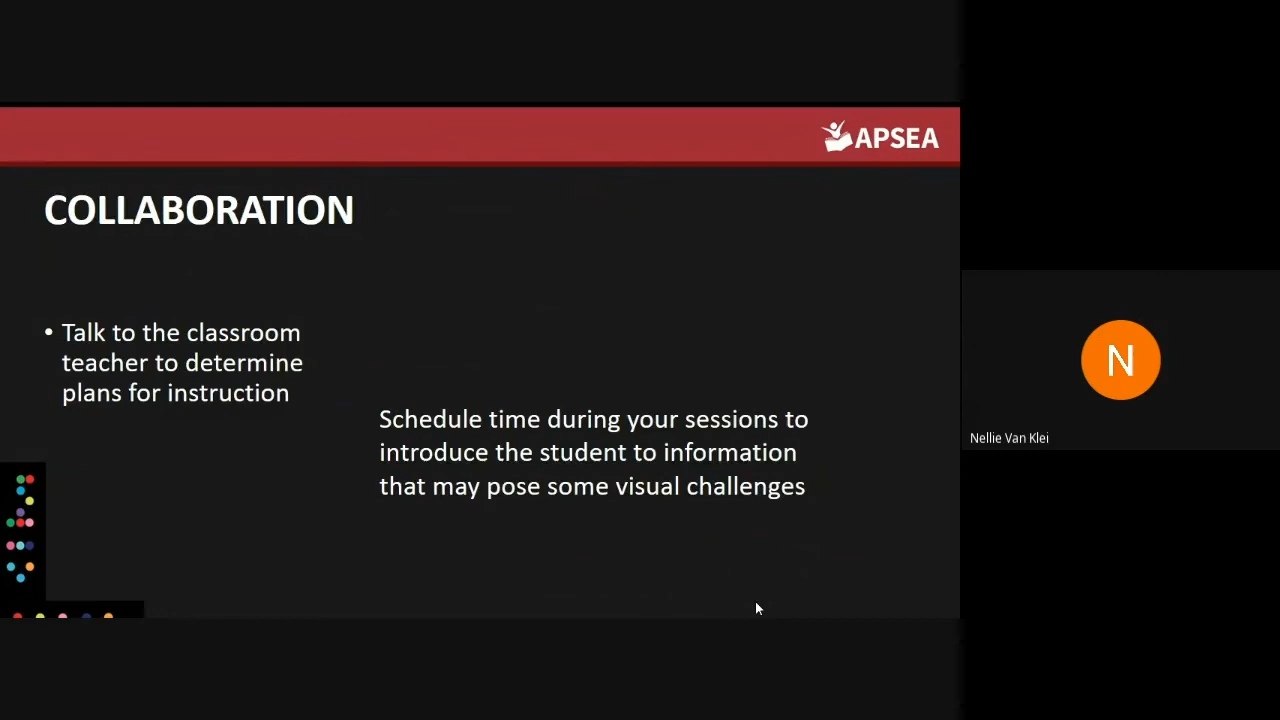 APSEA
COLLABORATION
• Talk to the classroom
teacher to determine
plans for instruction
Schedule time during your sessions to
introduce the student to information
that may pose some visual challenges
N
Nellie Van Klei